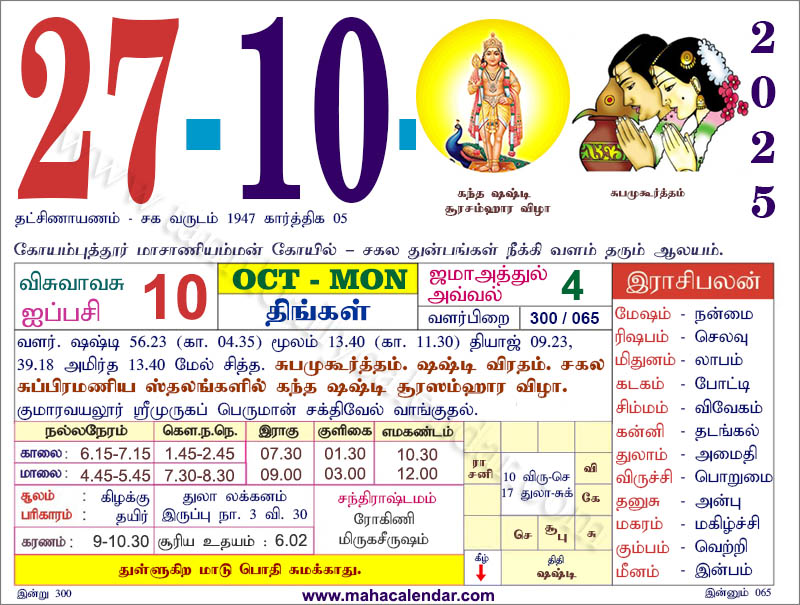 27-10-
2025
கந்த ஷஷ்டி
சூரசம்ஹார விழா
சுபமுகூர்த்தம்
தட்சிணாயணம் - சக வருடம் 1947 கார்த்திக 05
கோயம்புத்தூர் மாசாணியம்மன் கோயில் – சகல துன்பங்கள் நீக்கி வளம் தரும் ஆலயம்.
விசுவாவசு
ஐப்பசி 10
OCT - MON
திங்கள்
ஜமாஅத்துல்
அவ்வல் 4
வளர்பிறை 300 / 065
வளர். ஷஷ்டி 56.23 (கா. 04.35) மூலம் 13.40 (கா. 11.30) தியாஜ் 09.23,
39.18 அமிர்த 13.40 மேல் சித்த. சுபமுகூர்த்தம். ஷஷ்டி விரதம். சகல
சுப்பிரமணிய ஸ்தலங்களில் கந்த ஷஷ்டி சூரஸம்ஹார விழா.
குமாரவயலூர் ஸ்ரீமுருகப் பெருமான் சக்திவேல் வாங்குதல்.
இராசிபலன்
மேஷம் - நன்மை
ரிஷபம் - செலவு
மிதுனம் - லாபம்
கடகம் - போட்டி
சிம்மம் - விவேகம்
கன்னி - தடங்கல்
துலாம் - அமைதி
விருச்சி - பொறுமை
தனுசு - அன்பு
மகரம் - மகிழ்ச்சி
கும்பம் - வெற்றி
மீனம் - இன்பம்
நல்லநேரம் கௌ.ந.நெ. இராகு குளிகை எமகண்டம்
காலை: 6.15-7.15 1.45-2.45 07.30 01.30 10.30
மாலை: 4.45-5.45 7.30-8.30 09.00 03.00 12.00
சூலம் : கிழக்கு
பரிகாரம் : தயிர்
துலா லக்கனம்
இருப்பு நா. 3 வி. 30
சந்திராஷ்டமம்
ரோகிணி
மிருகசீருஷம்
கரணம்: 9-10.30 சூரிய உதயம் : 6.02
துள்ளுகிற மாடு பொதி சுமக்காது.
ரா
சனி
10 விரு-செ
17 துலா-சுக்
வி
கே
செ
சூ
பு
சு
கீழ்
திதி
ஷஷ்டி
இன்று 300
www.mahacalendar.com
இன்னும் 065